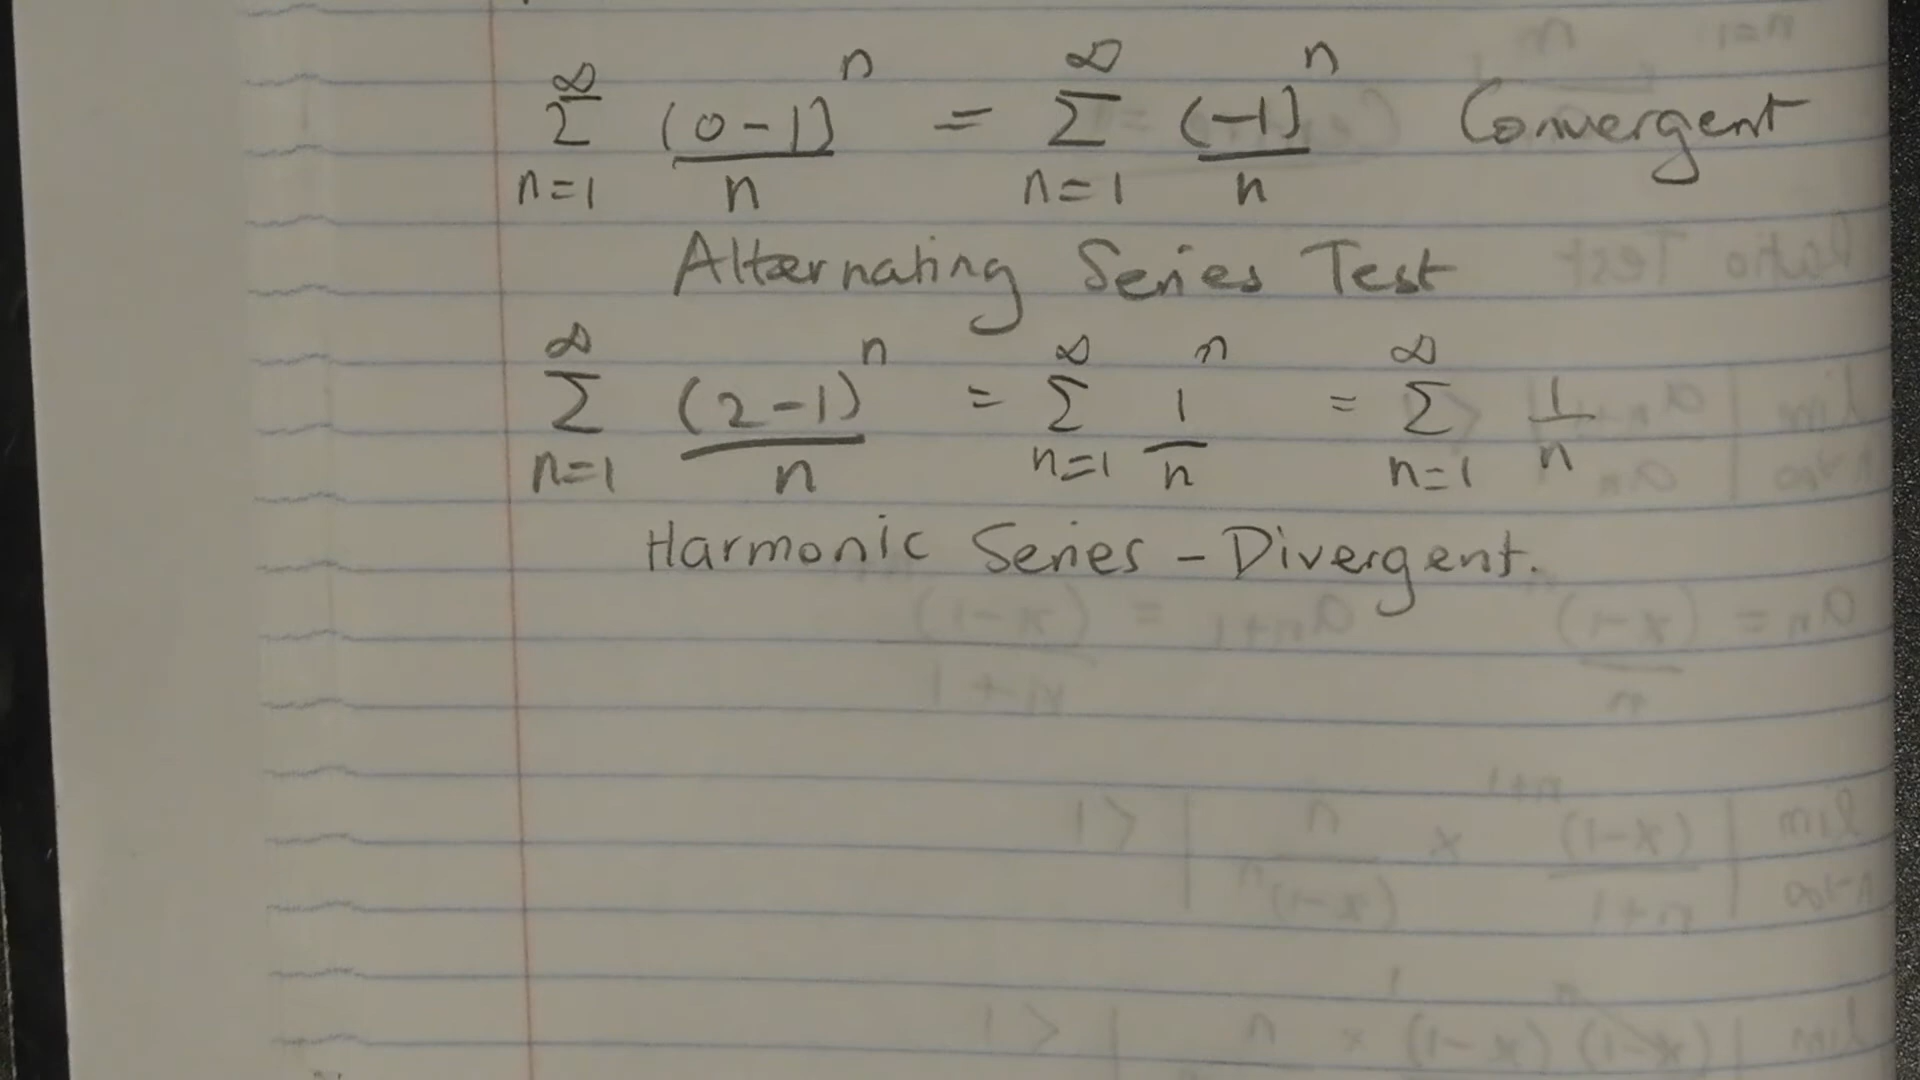 ∞ ∑ n=1 (0-1)^n / n = ∞ ∑ n=1 (-1)^n / n Convergent
Alternating Series Test
∞ ∑ n=1 (2-1)^n / n = ∞ ∑ n=1 1^n / n = ∞ ∑ n=1 1 / n
Harmonic Series - Divergent.